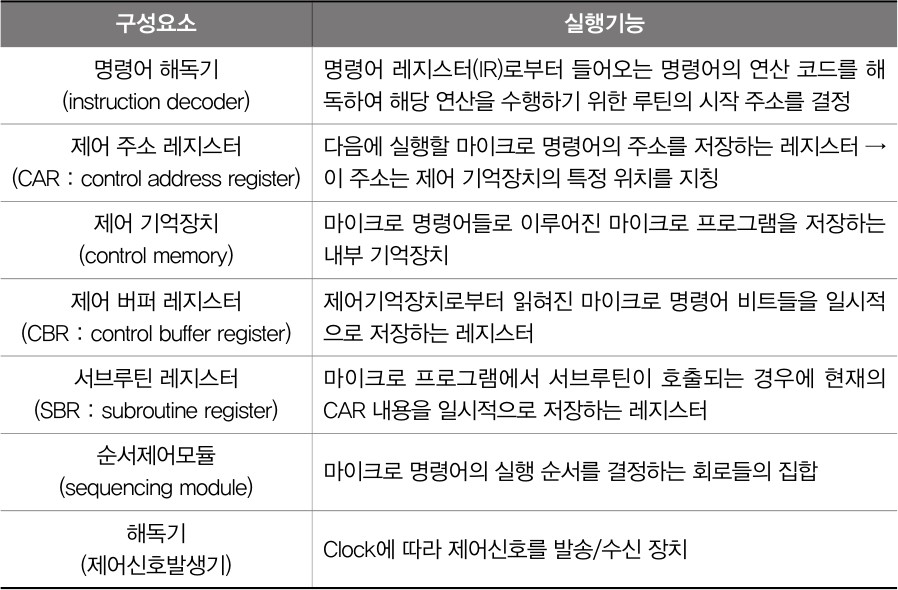 구성요소
실행기능
명령어 해독기
(instruction decoder)
명령어 레지스터(IR)로부터 들어오는 명령어의 연산 코드를 해
독하여 해당 연산을 수행하기 위한 루틴의 시작 주소를 결정
제어 주소 레지스터
(CAR : control address register)
다음에 실행할 마이크로 명령어의 주소를 저장하는 레지스터 →
이 주소는 제어 기억장치의 특정 위치를 지칭
제어 기억장치
(control memory)
마이크로 명령어들로 이루어진 마이크로 프로그램을 저장하는
내부 기억장치
제어 버퍼 레지스터
(CBR : control buffer register)
제어기억장치로부터 읽혀진 마이크로 명령어 비트들을 일시적
으로 저장하는 레지스터
서브루틴 레지스터
(SBR : subroutine register)
마이크로 프로그램에서 서브루틴이 호출되는 경우에 현재의
CAR 내용을 일시적으로 저장하는 레지스터
순서제어모듈
(sequencing module)
마이크로 명령어의 실행 순서를 결정하는 회로들의 집합
해독기
(제어신호발생기)
Clock에 따라 제어신호를 발송/수신 장치